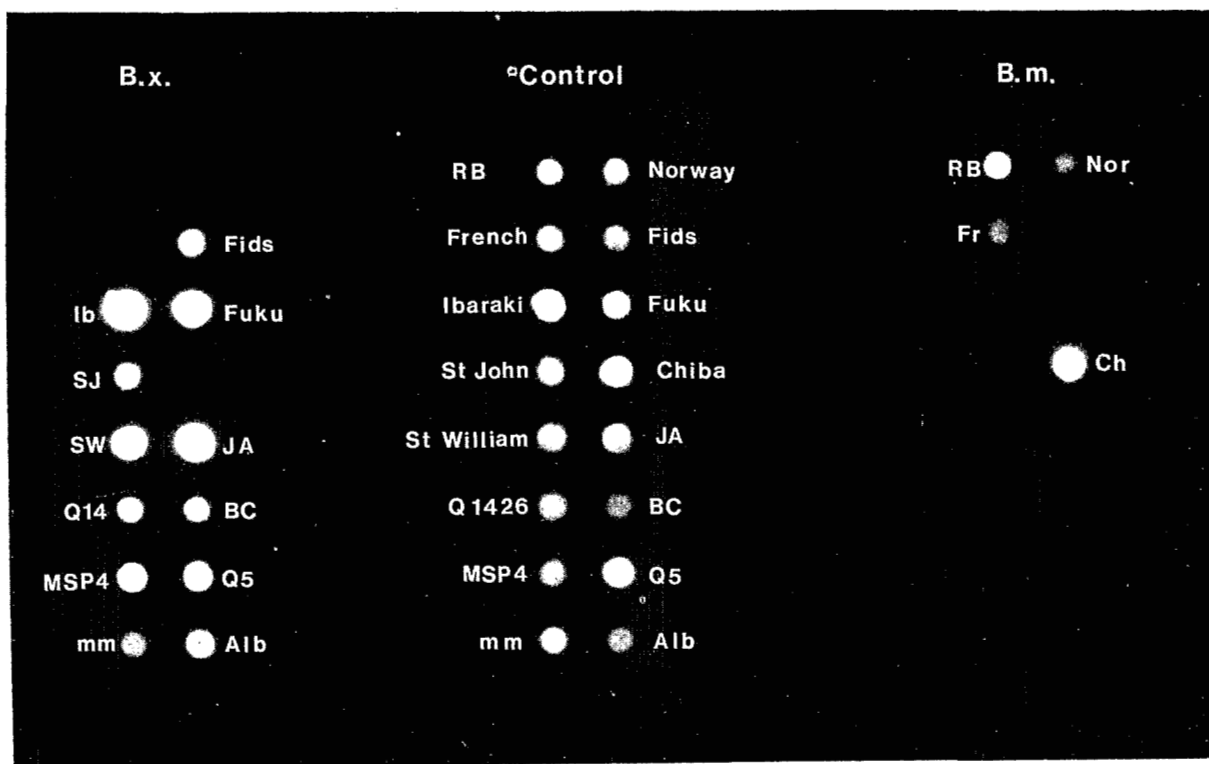 B.x. Control B.m.
RB Norway RB Nor
Fids French Fids Fr
Ib Fuku Ibaraki Fuku
SJ St John Chiba Ch
SW JA St William JA
Q14 BC Q1426 BC
MSP4 Q5 MSP4 Q5
mm Alb mm Alb